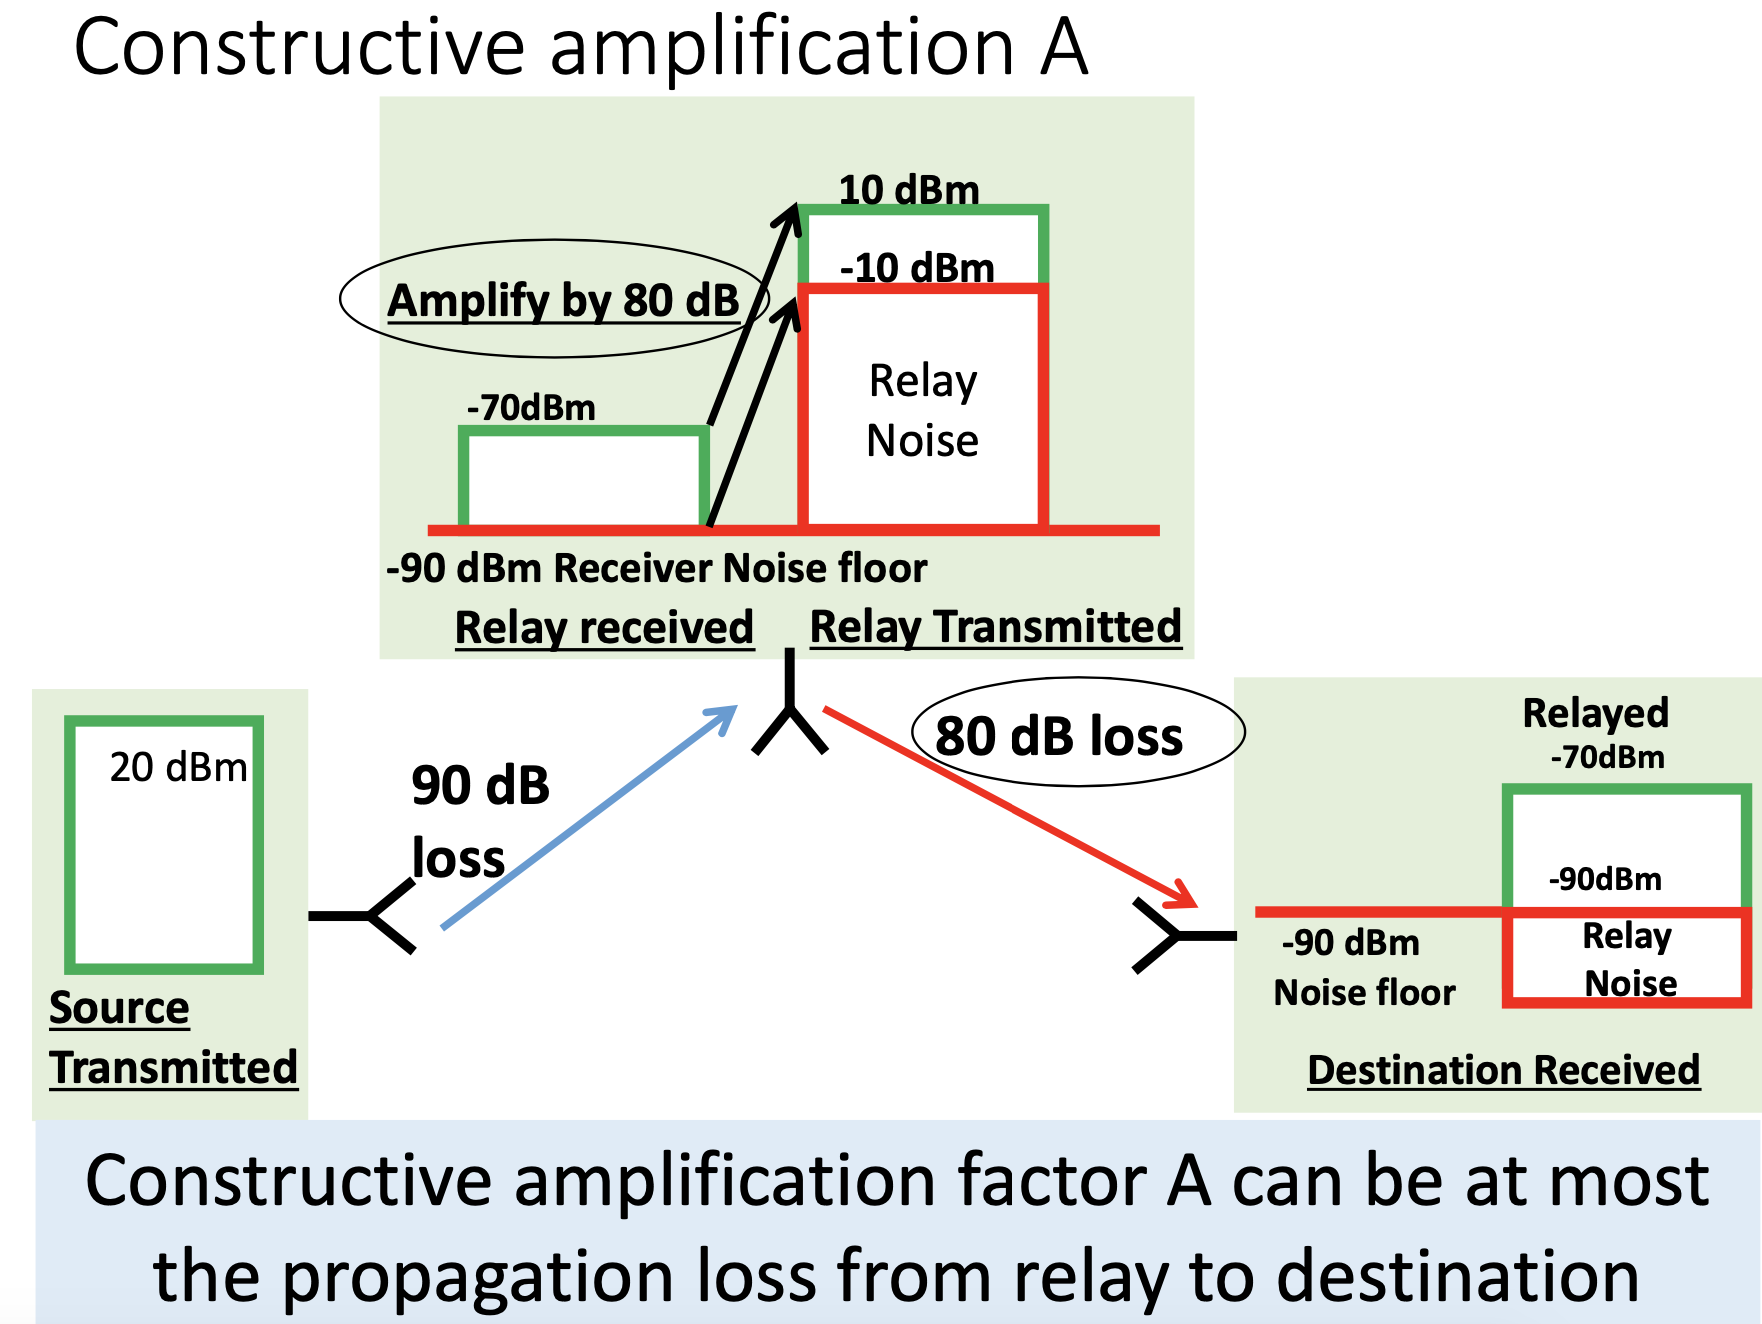 Constructive amplification A
10 dBm
-10 dBm
Amplify by 80 dB
Relay
Noise
-70dBm
-90 dBm Receiver Noise floor
Relay received
Relay Transmitted
20 dBm
90 dB
loss
Source
Transmitted
80 dB loss
Relayed
-70dBm
-90dBm
-90 dBm
Noise floor
Relay
Noise
Destination Received
Constructive amplification factor A can be at most
the propagation loss from relay to destination